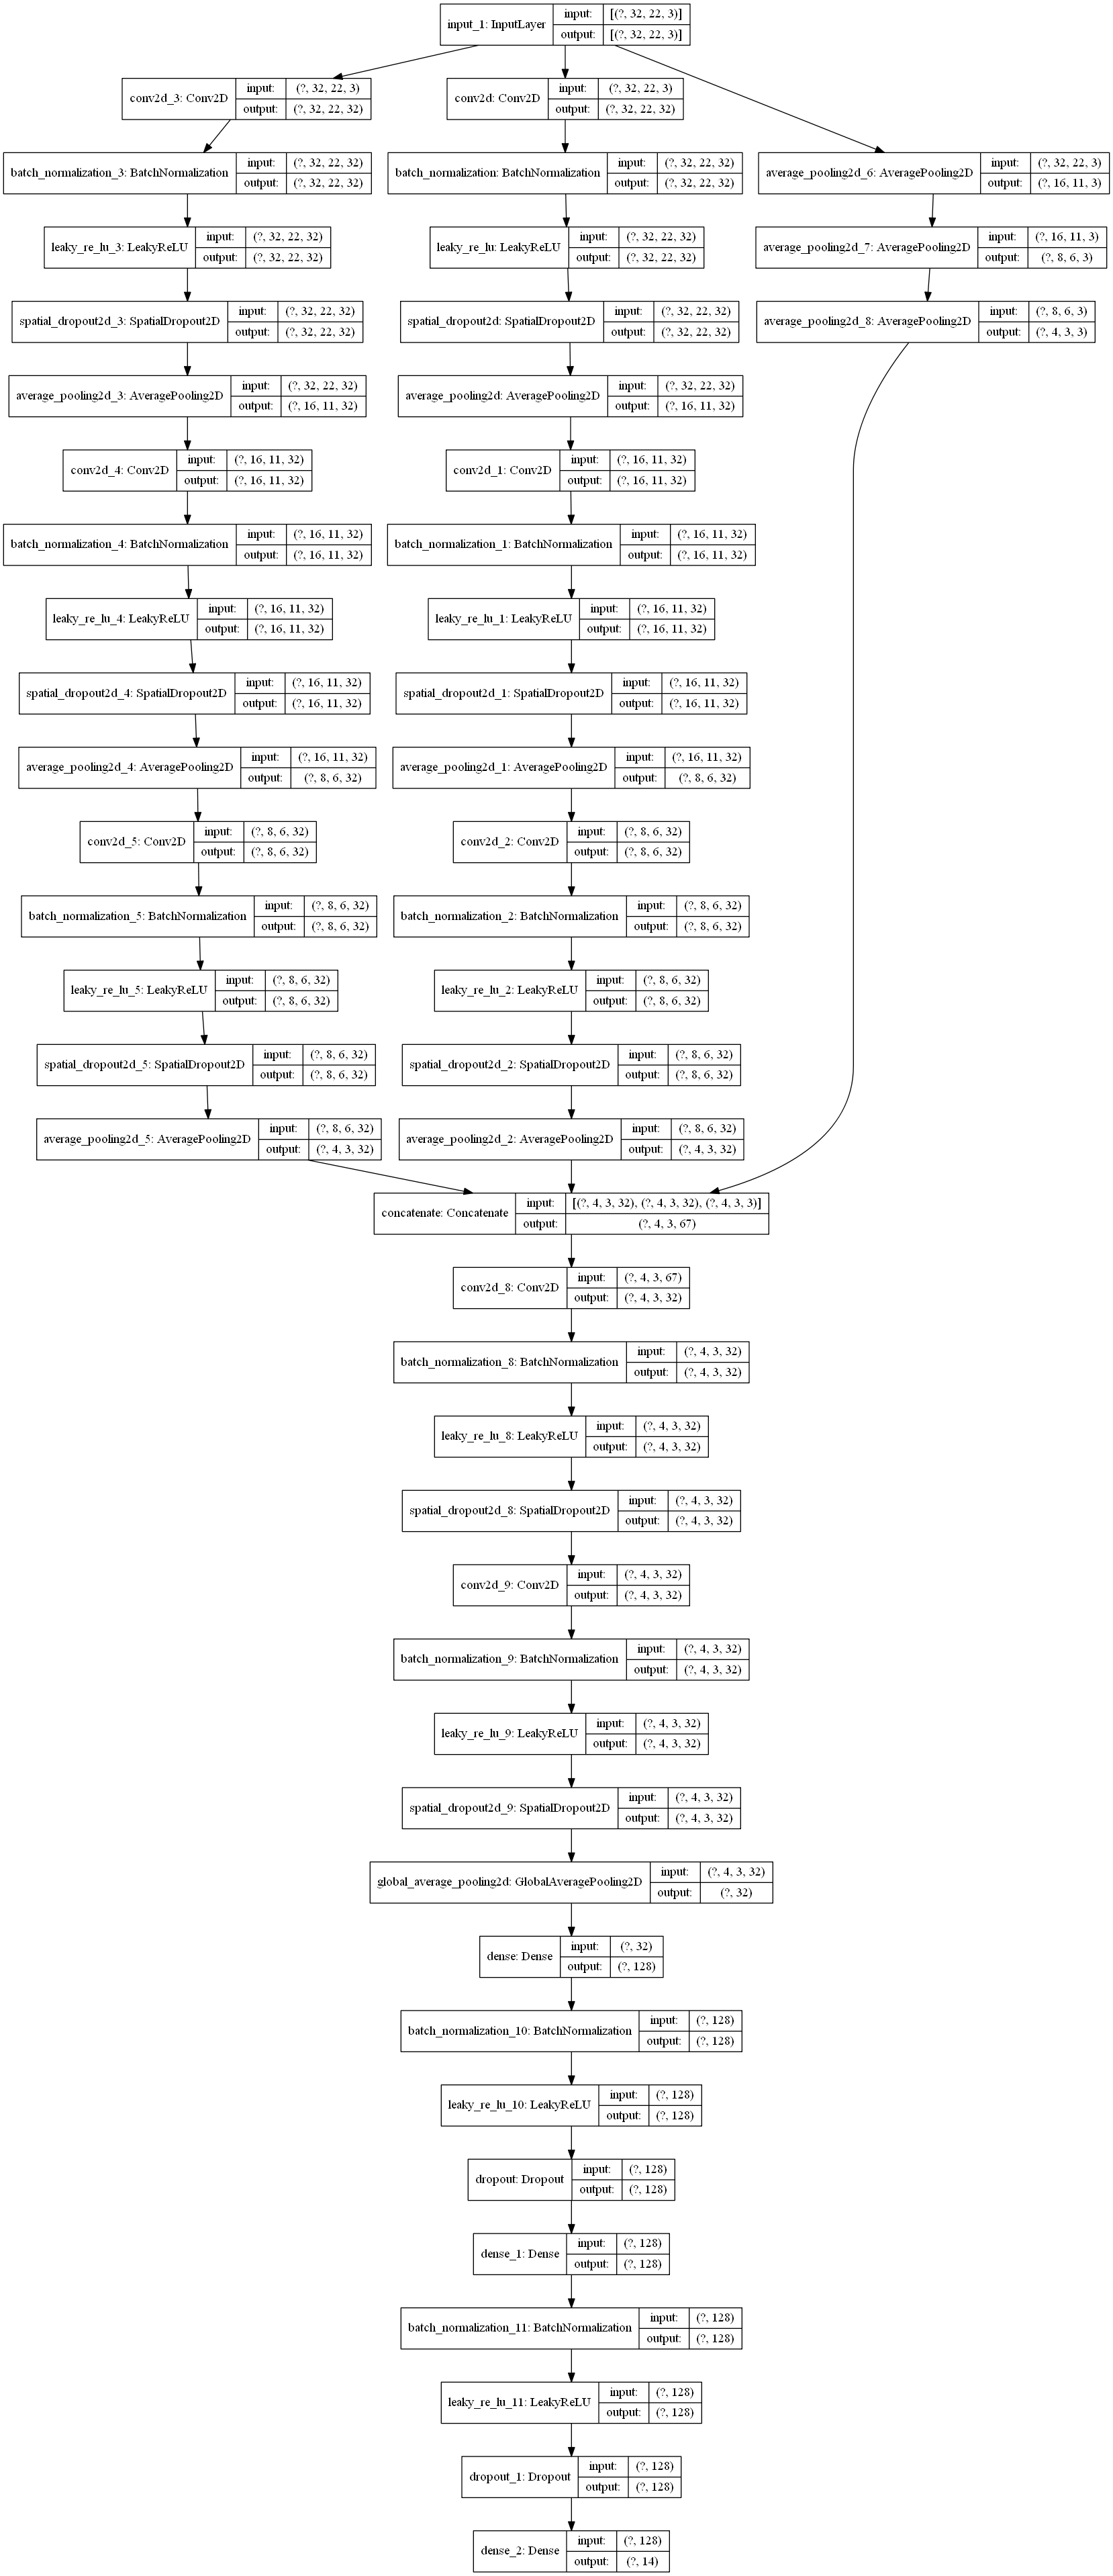 input_1: InputLayer
input: [(?, 32, 22, 3)]
output: [(?, 32, 22, 3)]
conv2d_3: Conv2D
input: (?, 32, 22, 3)
output: (?, 32, 22, 32)
conv2d: Conv2D
input: (?, 32, 22, 3)
output: (?, 32, 22, 32)
batch_normalization_3: BatchNormalization
input: (?, 32, 22, 32)
output: (?, 32, 22, 32)
batch_normalization: BatchNormalization
input: (?, 32, 22, 32)
output: (?, 32, 22, 32)
average_pooling2d_6: AveragePooling2D
input: (?, 32, 22, 3)
output: (?, 16, 11, 3)
leaky_re_lu_3: LeakyReLU
input: (?, 32, 22, 32)
output: (?, 32, 22, 32)
leaky_re_lu: LeakyReLU
input: (?, 32, 22, 32)
output: (?, 32, 22, 32)
average_pooling2d_7: AveragePooling2D
input: (?, 16, 11, 3)
output: (?, 8, 6, 3)
spatial_dropout2d_3: SpatialDropout2D
input: (?, 32, 22, 32)
output: (?, 32, 22, 32)
spatial_dropout2d: SpatialDropout2D
input: (?, 32, 22, 32)
output: (?, 32, 22, 32)
average_pooling2d_8: AveragePooling2D
input: (?, 8, 6, 3)
output: (?, 4, 3, 3)
average_pooling2d_3: AveragePooling2D
input: (?, 32, 22, 32)
output: (?, 16, 11, 32)
average_pooling2d: AveragePooling2D
input: (?, 32, 22, 32)
output: (?, 16, 11, 32)
conv2d_4: Conv2D
input: (?, 16, 11, 32)
output: (?, 16, 11, 32)
conv2d_1: Conv2D
input: (?, 16, 11, 32)
output: (?, 16, 11, 32)
batch_normalization_4: BatchNormalization
input: (?, 16, 11, 32)
output: (?, 16, 11, 32)
batch_normalization_1: BatchNormalization
input: (?, 16, 11, 32)
output: (?, 16, 11, 32)
leaky_re_lu_4: LeakyReLU
input: (?, 16, 11, 32)
output: (?, 16, 11, 32)
leaky_re_lu_1: LeakyReLU
input: (?, 16, 11, 32)
output: (?, 16, 11, 32)
spatial_dropout2d_4: SpatialDropout2D
input: (?, 16, 11, 32)
output: (?, 16, 11, 32)
spatial_dropout2d_1: SpatialDropout2D
input: (?, 16, 11, 32)
output: (?, 16, 11, 32)
average_pooling2d_4: AveragePooling2D
input: (?, 16, 11, 32)
output: (?, 8, 6, 32)
average_pooling2d_1: AveragePooling2D
input: (?, 16, 11, 32)
output: (?, 8, 6, 32)
conv2d_5: Conv2D
input: (?, 8, 6, 32)
output: (?, 8, 6, 32)
conv2d_2: Conv2D
input: (?, 8, 6, 32)
output: (?, 8, 6, 32)
batch_normalization_5: BatchNormalization
input: (?, 8, 6, 32)
output: (?, 8, 6, 32)
batch_normalization_2: BatchNormalization
input: (?, 8, 6, 32)
output: (?, 8, 6, 32)
leaky_re_lu_5: LeakyReLU
input: (?, 8, 6, 32)
output: (?, 8, 6, 32)
leaky_re_lu_2: LeakyReLU
input: (?, 8, 6, 32)
output: (?, 8, 6, 32)
spatial_dropout2d_5: SpatialDropout2D
input: (?, 8, 6, 32)
output: (?, 8, 6, 32)
spatial_dropout2d_2: SpatialDropout2D
input: (?, 8, 6, 32)
output: (?, 8, 6, 32)
average_pooling2d_5: AveragePooling2D
input: (?, 8, 6, 32)
output: (?, 4, 3, 32)
average_pooling2d_2: AveragePooling2D
input: (?, 8, 6, 32)
output: (?, 4, 3, 32)
concatenate: Concatenate
input: [(?, 4, 3, 32), (?, 4, 3, 32), (?, 4, 3, 3)]
output: (?, 4, 3, 67)
conv2d_8: Conv2D
input: (?, 4, 3, 67)
output: (?, 4, 3, 32)
batch_normalization_8: BatchNormalization
input: (?, 4, 3, 32)
output: (?, 4, 3, 32)
leaky_re_lu_8: LeakyReLU
input: (?, 4, 3, 32)
output: (?, 4, 3, 32)
spatial_dropout2d_8: SpatialDropout2D
input: (?, 4, 3, 32)
output: (?, 4, 3, 32)
conv2d_9: Conv2D
input: (?, 4, 3, 32)
output: (?, 4, 3, 32)
batch_normalization_9: BatchNormalization
input: (?, 4, 3, 32)
output: (?, 4, 3, 32)
leaky_re_lu_9: LeakyReLU
input: (?, 4, 3, 32)
output: (?, 4, 3, 32)
spatial_dropout2d_9: SpatialDropout2D
input: (?, 4, 3, 32)
output: (?, 4, 3, 32)
global_average_pooling2d: GlobalAveragePooling2D
input: (?, 4, 3, 32)
output: (?, 32)
dense: Dense
input: (?, 32)
output: (?, 128)
batch_normalization_10: BatchNormalization
input: (?, 128)
output: (?, 128)
leaky_re_lu_10: LeakyReLU
input: (?, 128)
output: (?, 128)
dropout: Dropout
input: (?, 128)
output: (?, 128)
dense_1: Dense
input: (?, 128)
output: (?, 128)
batch_normalization_11: BatchNormalization
input: (?, 128)
output: (?, 128)
leaky_re_lu_11: LeakyReLU
input: (?, 128)
output: (?, 128)
dropout_1: Dropout
input: (?, 128)
output: (?, 128)
dense_2: Dense
input: (?, 128)
output: (?, 14)